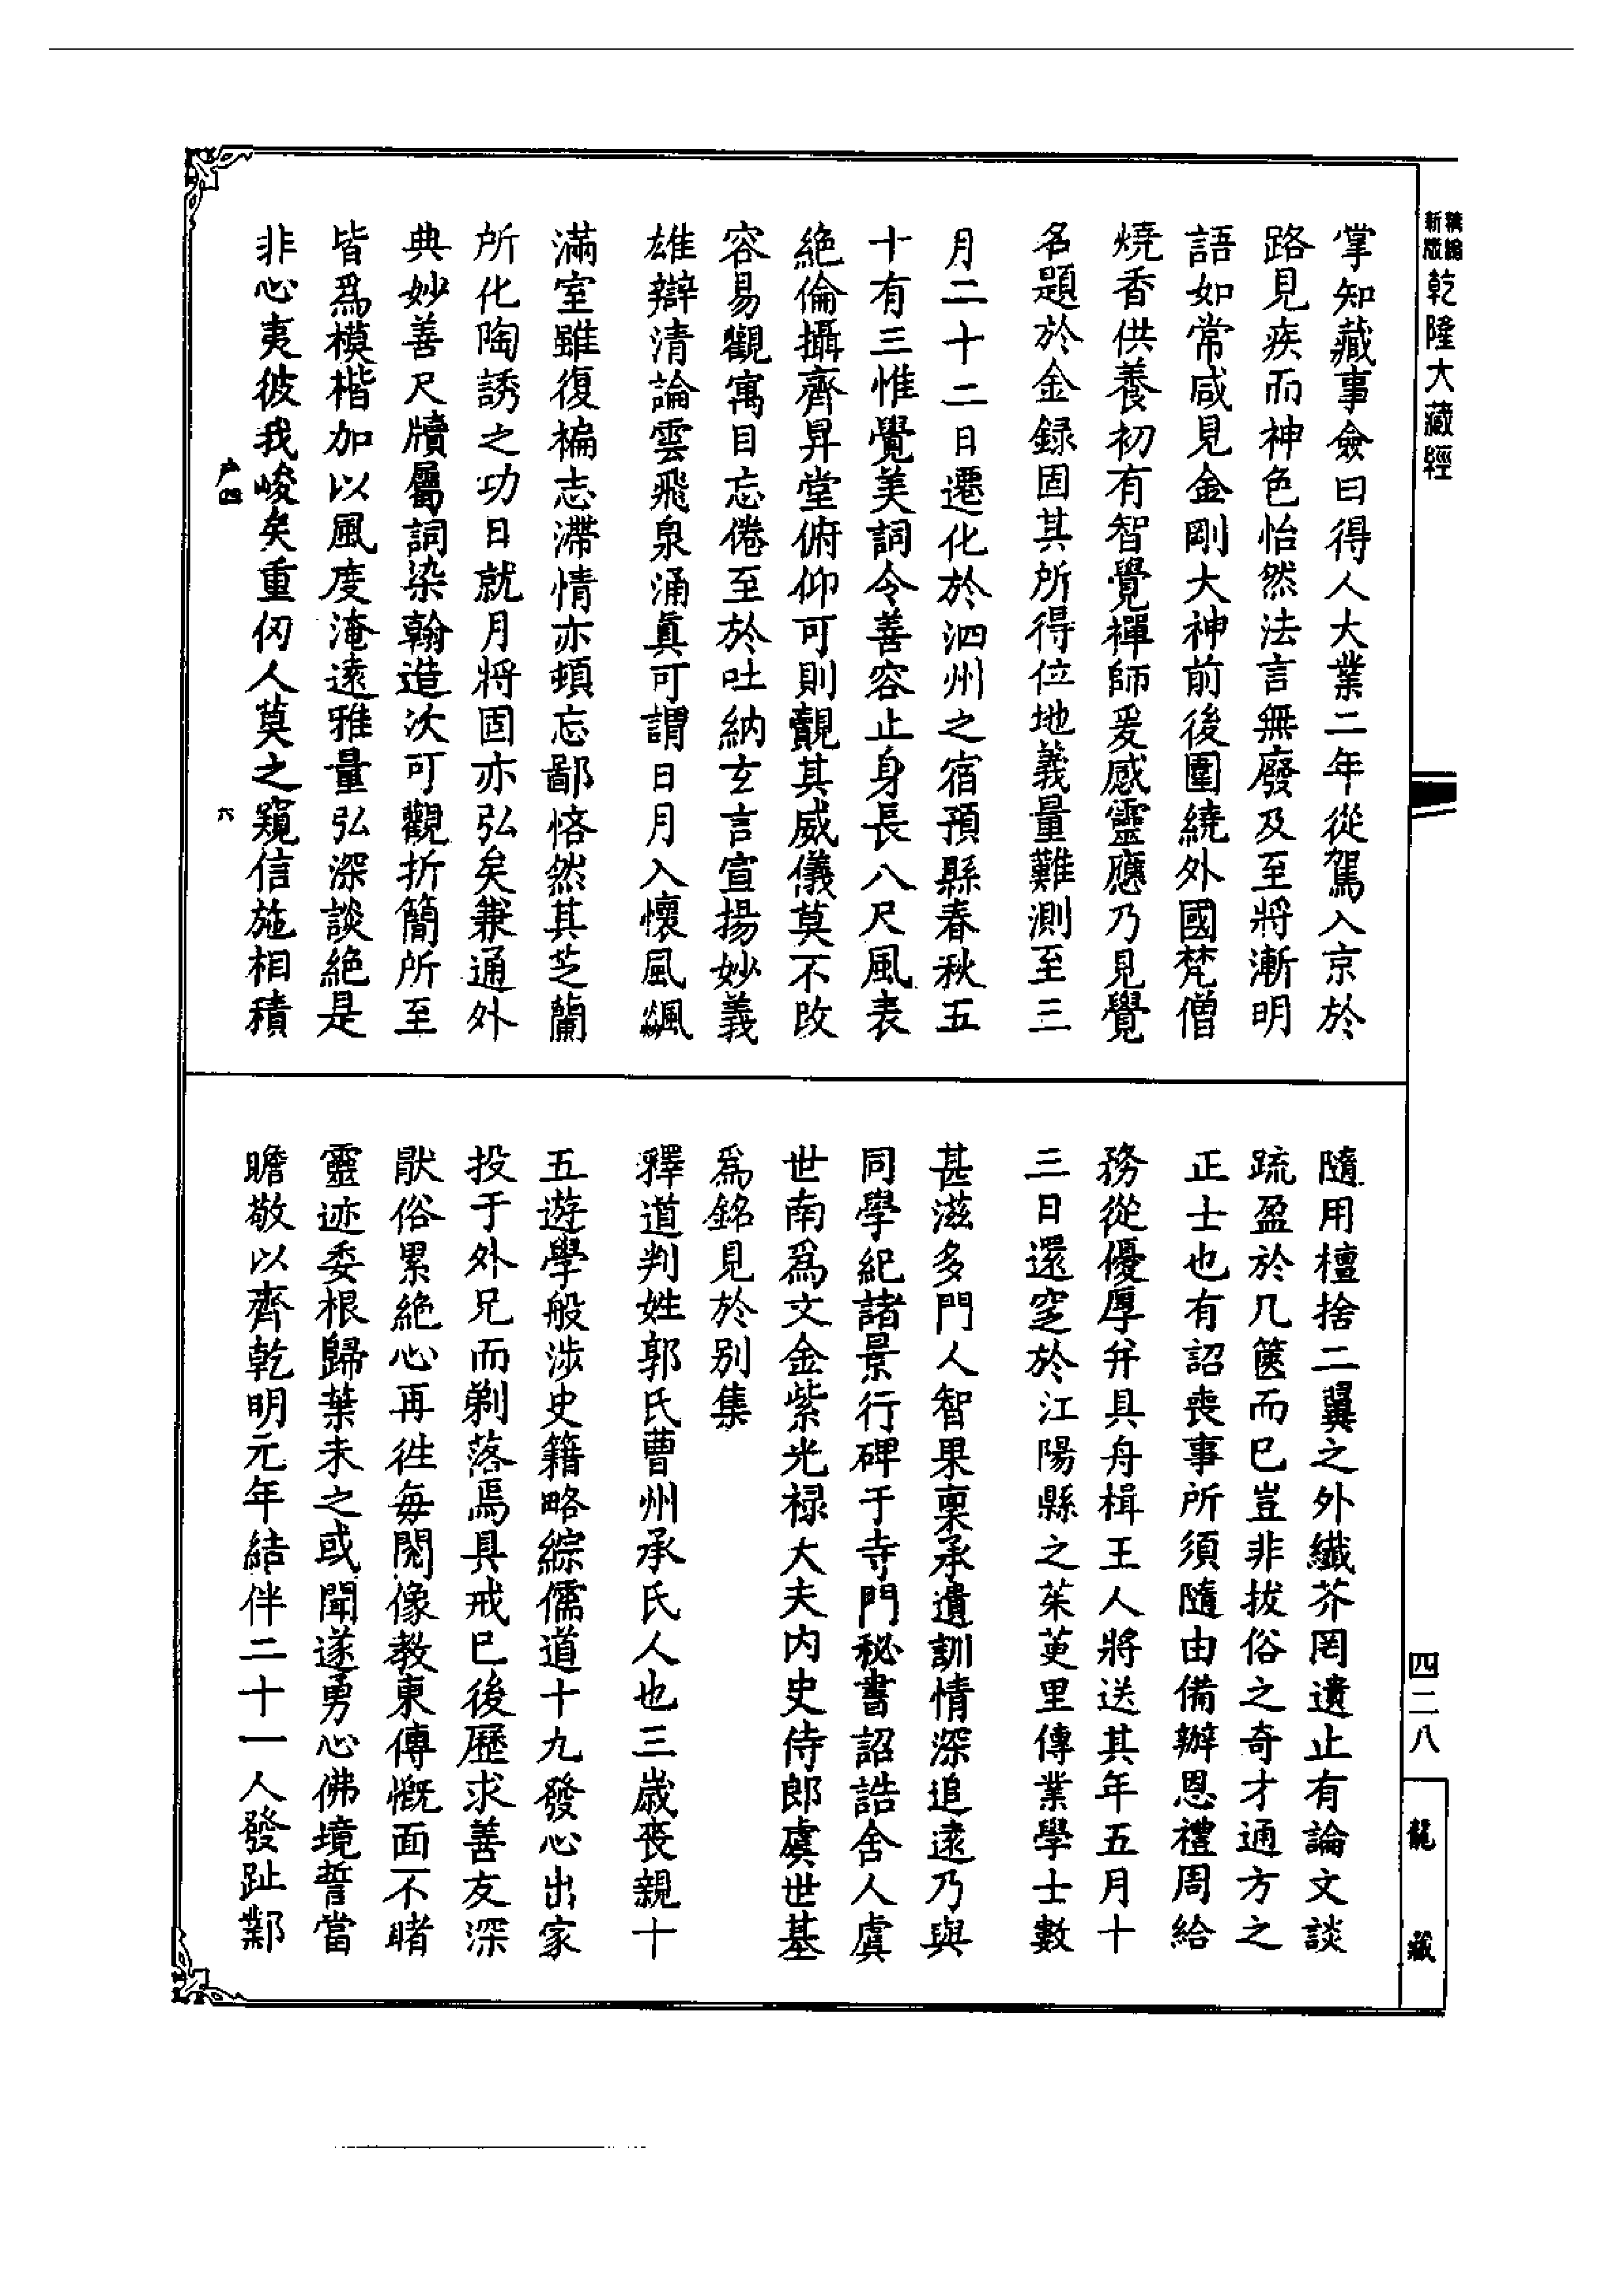 新編縮版乾隆大藏經
掌知藏事僉曰得人大業二年從駕入京於
路見疾而神色怡然法言無廢及至將漸明
語如常咸見金剛大神前後圍繞外國梵僧
燒香供養初有智覺禪師爰感靈應乃見覺
名題於金録固其所得位地義量難測至三
月二十二日遷化於泗州之宿預縣春秋五
十有三惟覺美詞令善容止身長八尺風表
絶倫攝齊昇堂俯仰可則覩其威儀莫不改
容易觀寓目忘倦至於吐納玄言宣揚妙義
雄辯清論雲飛泉涌真可謂日月入懷風飈
滿室雖復褊志滯情亦頓忘鄙悋然其芝蘭
所化陶誘之功日就月將固亦弘矣兼通外
典妙善尺牘屬詞染翰造次可觀折簡所至
皆爲模楷加以風度淹遠雅量弘深談絶是
非心夷彼我峻矣重仞人莫之窺信施相積
户四
六
隨用檀捨二翼之外纖芥罔遺止有論文談
疏盈於几篋而已豈非拔俗之奇才通方之
正士也有詔喪事所須隨由備辦恩禮周給
務從優厚并具舟楫王人將送其年五月十
三日還窆於江陽縣之茱萸里傳業學士數
甚滋多門人智果稟承遺訓情深追逮乃與
同學紀諸景行碑于寺門秘書詔誥舍人虞
世南爲文金紫光禄大夫内史侍郎虞世基
爲銘見於别集
釋道判姓郭氏曹州承氏人也三歲喪親十
五遊學般涉史籍略綜儒道十九發心出家
投于外兄而剃落焉具戒已後歷求善友深
猒俗累絶心再徃每閱像教東傳慨面不睹
靈迹委根歸葉未之或聞遂勇心佛境誓當
瞻敬以齊乾明元年結伴二十一人發趾鄴
四二八
龍藏